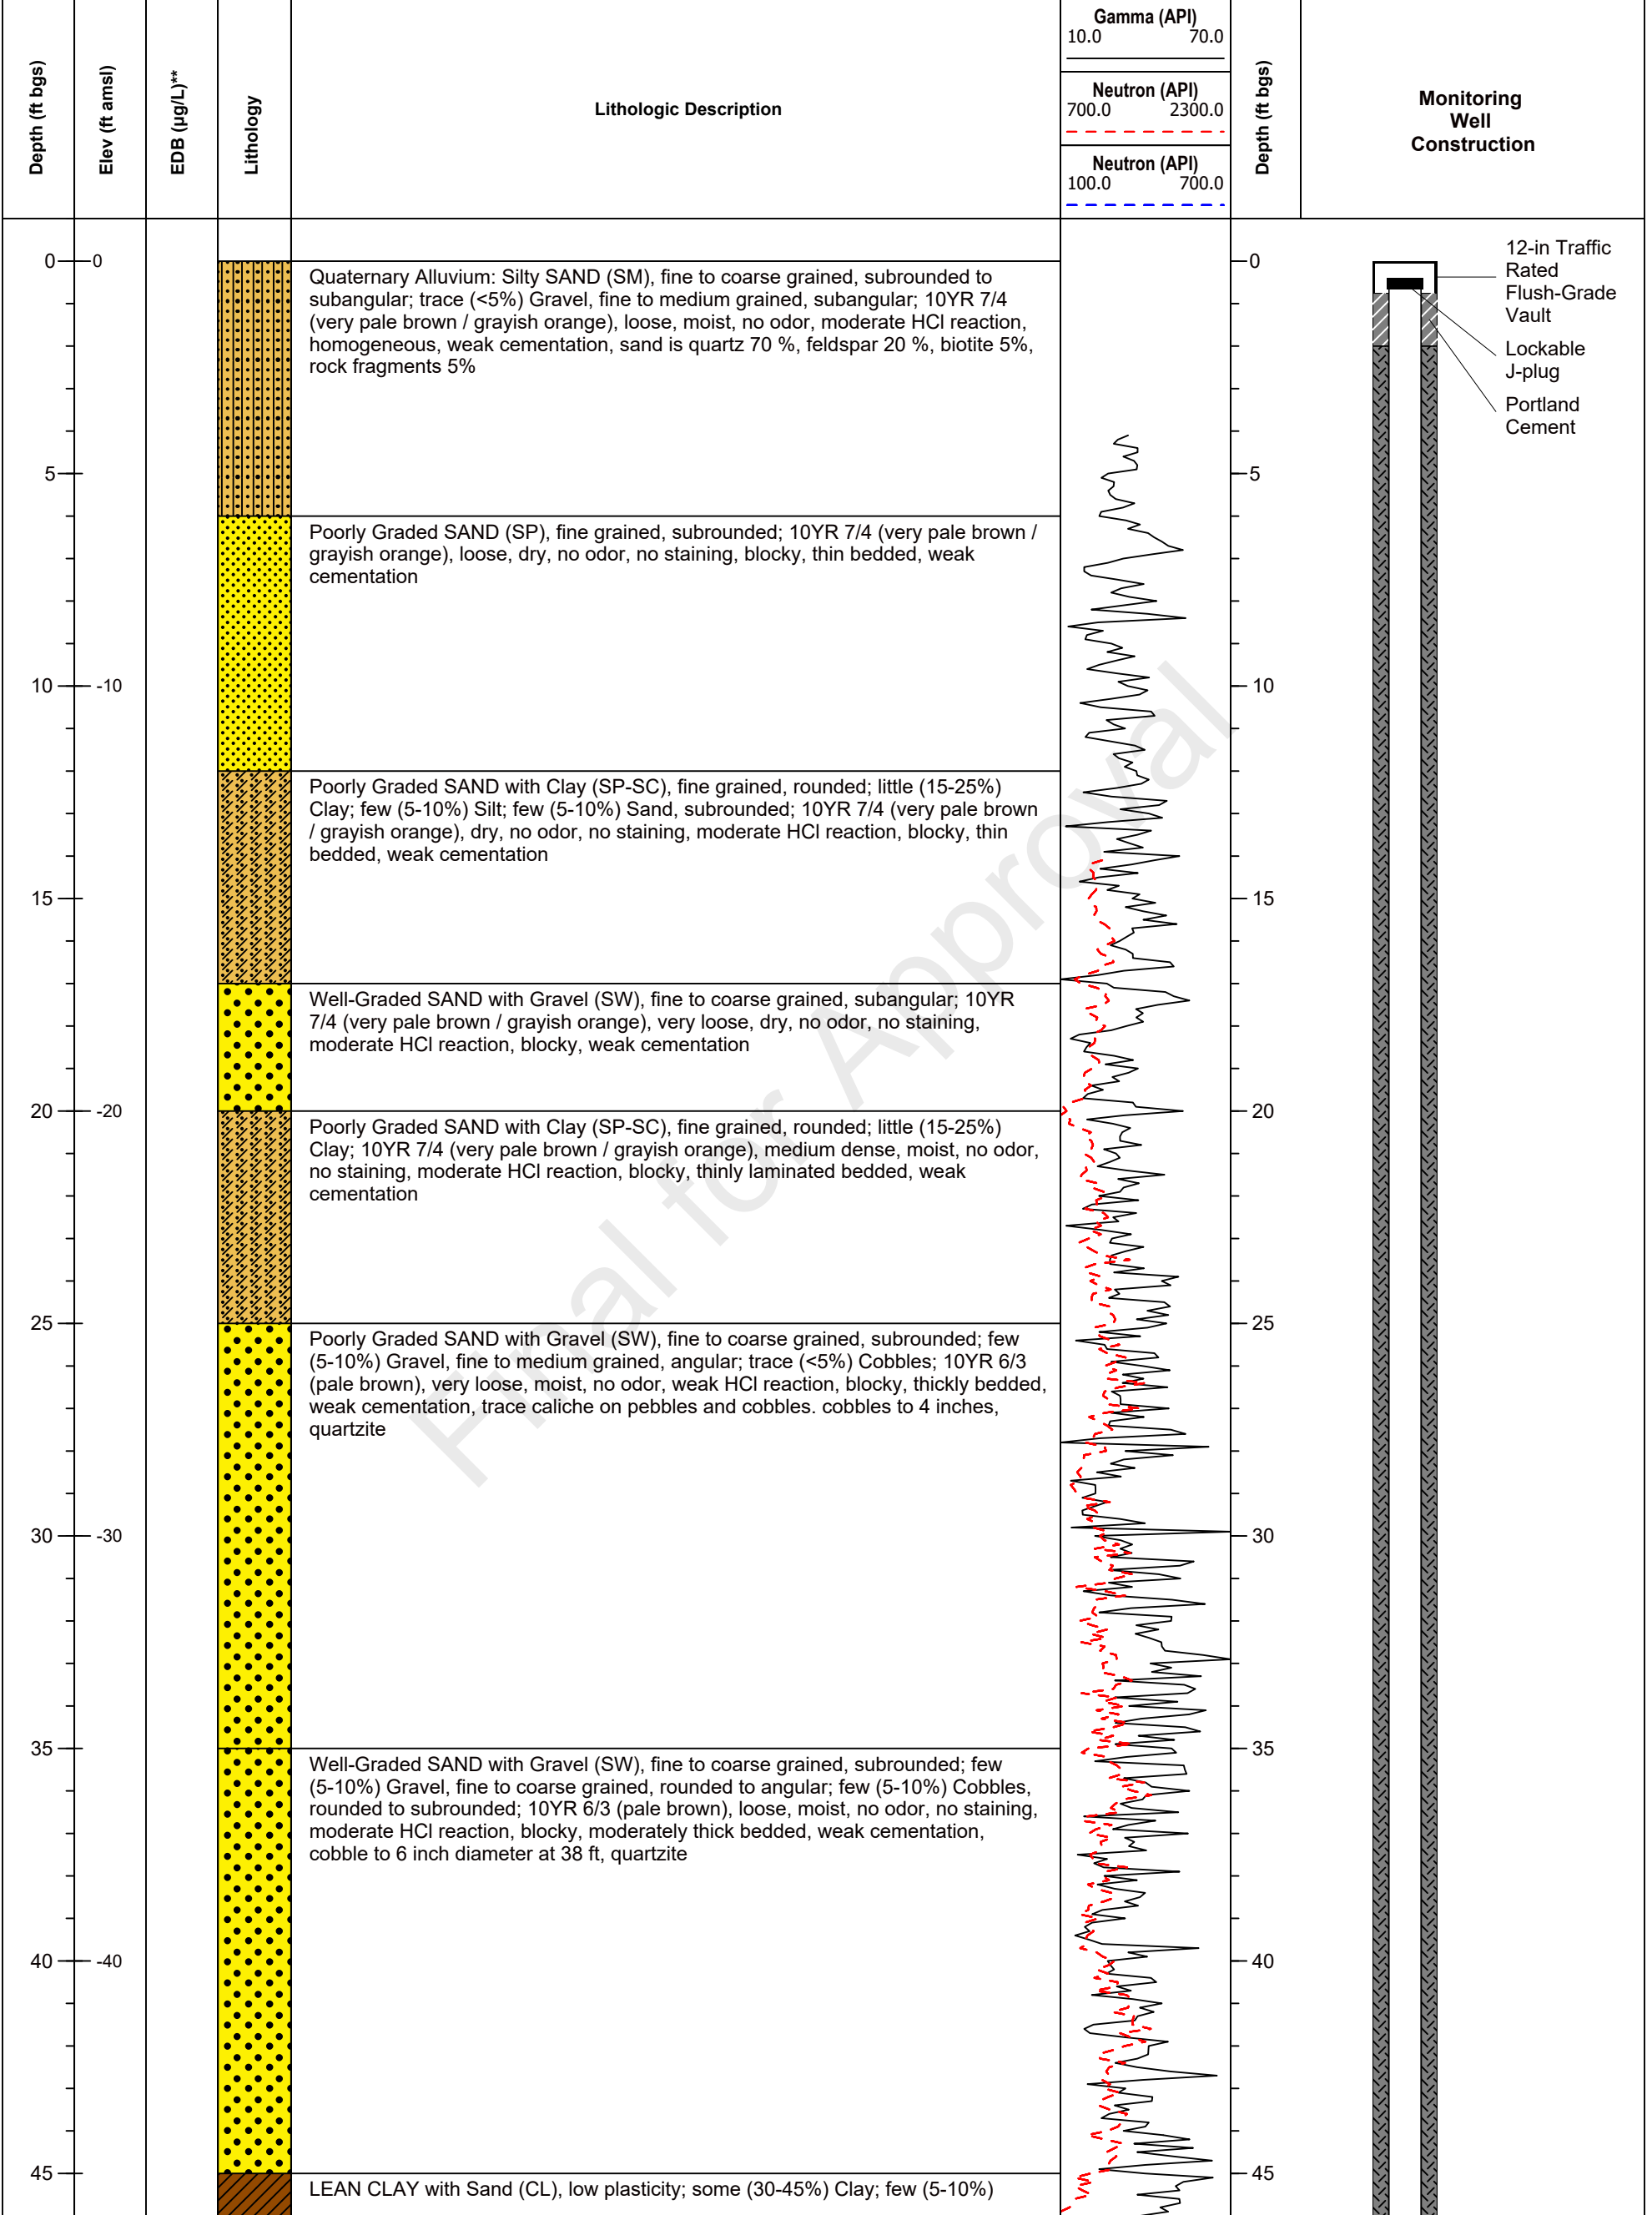 Depth (ft bgs)
Elev (ft amsl)
EDB (µg/L)**
Lithology
Lithologic Description
Gamma (API)
10.0 70.0
Neutron (API)
700.0 2300.0
Neutron (API)
100.0 700.0
Depth (ft bgs)
Monitoring
Well
Construction
0 0
Quaternary Alluvium: Silty SAND (SM), fine to coarse grained, subrounded to
subangular; trace (<5%) Gravel, fine to medium grained, subangular; 10YR 7/4
(very pale brown / grayish orange), loose, moist, no odor, moderate HCl reaction,
homogeneous, weak cementation, sand is quartz 70 %, feldspar 20 %, biotite 5%,
rock fragments 5%
0
12-in Traffic
Rated
Flush-Grade
Vault
Lockable
J-plug
Portland
Cement
5
5
Poorly Graded SAND (SP), fine grained, subrounded; 10YR 7/4 (very pale brown /
grayish orange), loose, dry, no odor, no staining, blocky, thin bedded, weak
cementation
10 -10
10
Poorly Graded SAND with Clay (SP-SC), fine grained, rounded; little (15-25%)
Clay; few (5-10%) Silt; few (5-10%) Sand, subrounded; 10YR 7/4 (very pale brown
/ grayish orange), dry, no odor, no staining, moderate HCl reaction, blocky, thin
bedded, weak cementation
15
15
Well-Graded SAND with Gravel (SW), fine to coarse grained, subangular; 10YR
7/4 (very pale brown / grayish orange), very loose, dry, no odor, no staining,
moderate HCl reaction, blocky, weak cementation
20 -20
20
Poorly Graded SAND with Clay (SP-SC), fine grained, rounded; little (15-25%)
Clay; 10YR 7/4 (very pale brown / grayish orange), medium dense, moist, no odor,
no staining, moderate HCl reaction, blocky, thinly laminated bedded, weak
cementation
25
25
Poorly Graded SAND with Gravel (SW), fine to coarse grained, subrounded; few
(5-10%) Gravel, fine to medium grained, angular; trace (<5%) Cobbles; 10YR 6/3
(pale brown), very loose, moist, no odor, weak HCl reaction, blocky, thickly bedded,
weak cementation, trace caliche on pebbles and cobbles. cobbles to 4 inches,
quartzite
30 -30
30
35
35
Well-Graded SAND with Gravel (SW), fine to coarse grained, subrounded; few
(5-10%) Gravel, fine to coarse grained, rounded to angular; few (5-10%) Cobbles,
rounded to subrounded; 10YR 6/3 (pale brown), loose, moist, no odor, no staining,
moderate HCl reaction, blocky, moderately thick bedded, weak cementation,
cobble to 6 inch diameter at 38 ft, quartzite
40 -40
40
45
45
LEAN CLAY with Sand (CL), low plasticity; some (30-45%) Clay; few (5-10%)
Final for Approval